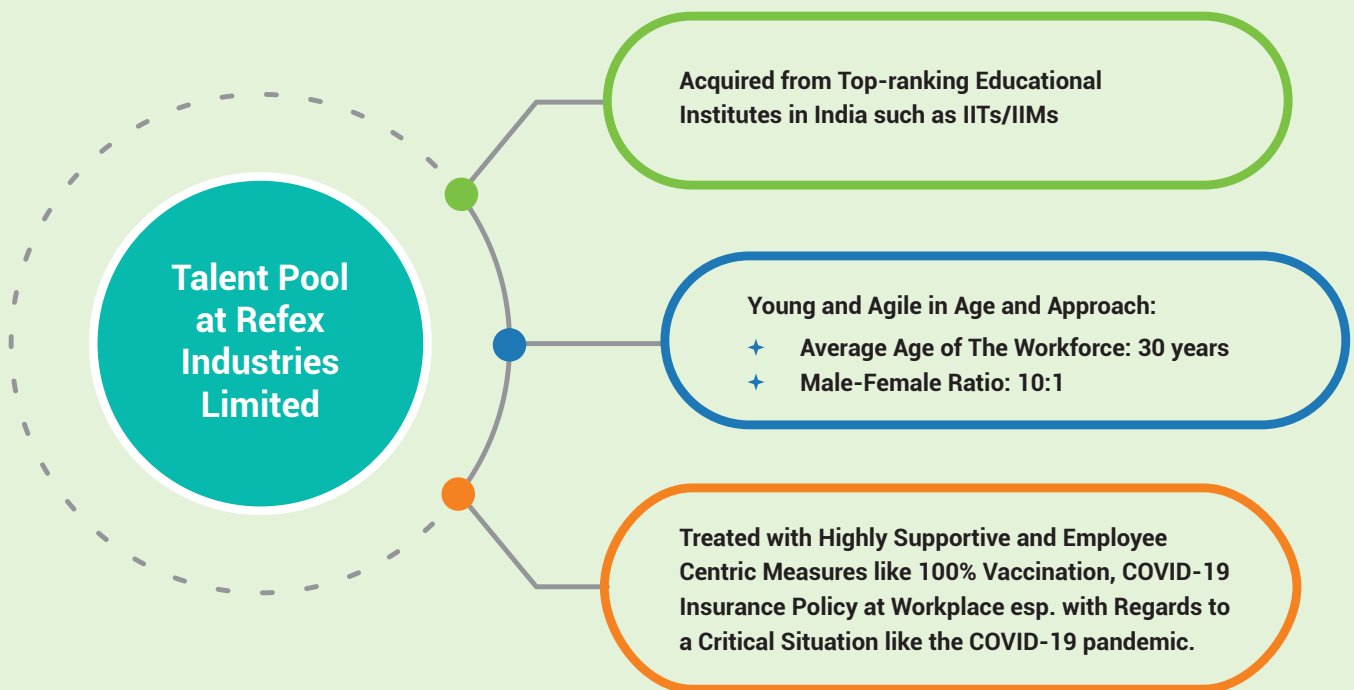 Talent Pool
at Refex
Industries
Limited
Acquired from Top-ranking Educational
Institutes in India such as IITs/IIMs
Young and Agile in Age and Approach:
Average Age of The Workforce: 30 years
Male-Female Ratio: 10:1
Treated with Highly Supportive and Employee
Centric Measures like 100% Vaccination, COVID-19
Insurance Policy at Workplace esp. with Regards to
a Critical Situation like the COVID-19 pandemic.